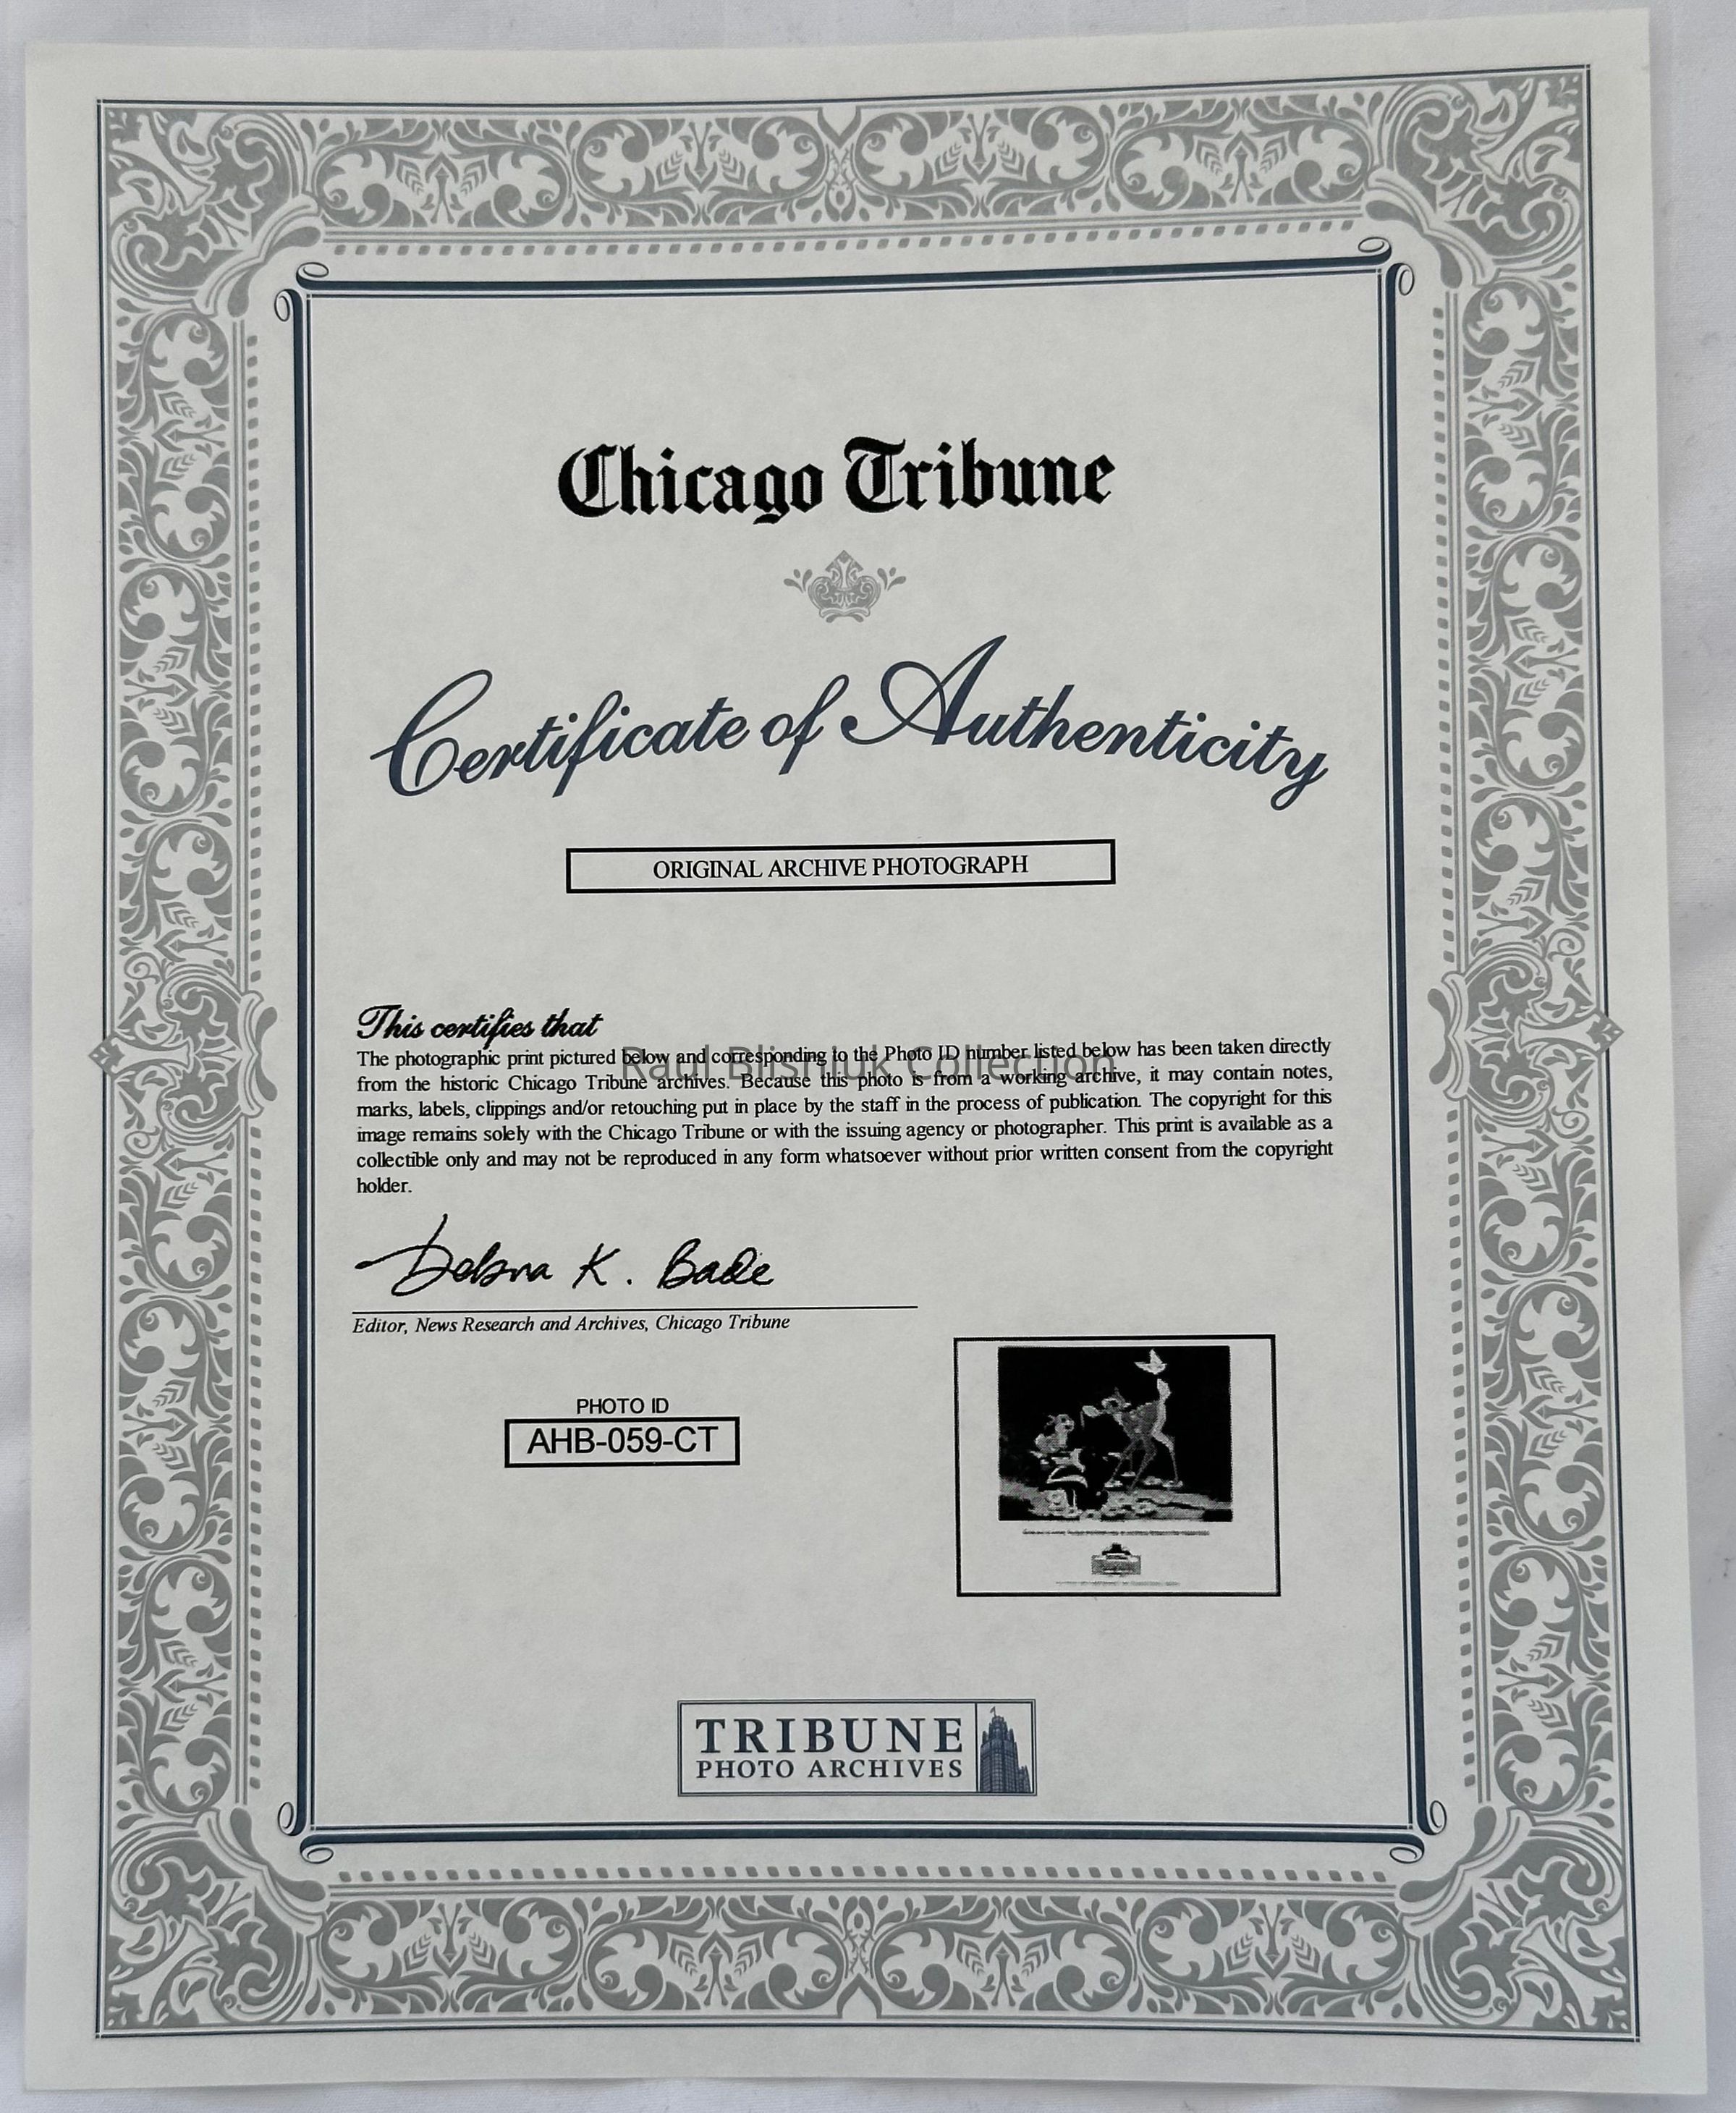 Chicago Tribune
Certificate of Authenticity
ORIGINAL ARCHIVE PHOTOGRAPH
This certifies that
The photographic print pictured below and corresponding to the Photo ID number listed below has been taken directly
from the historic Chicago Tribune archives. Because this photo is from a working archive, it may contain notes,
marks, labels, clippings and/or retouching put in place by the staff in the process of publication. The copyright for this
image remains solely with the Chicago Tribune or with the issuing agency or photographer. This print is available as a
collectible only and may not be reproduced in any form whatsoever without prior written consent from the copyright
holder.
Raul Blisniuk Collection
Debra K. Bade
Editor, News Research and Archives, Chicago Tribune
PHOTO ID
AHB-059-CT
TRIBUNE
PHOTO ARCHIVES